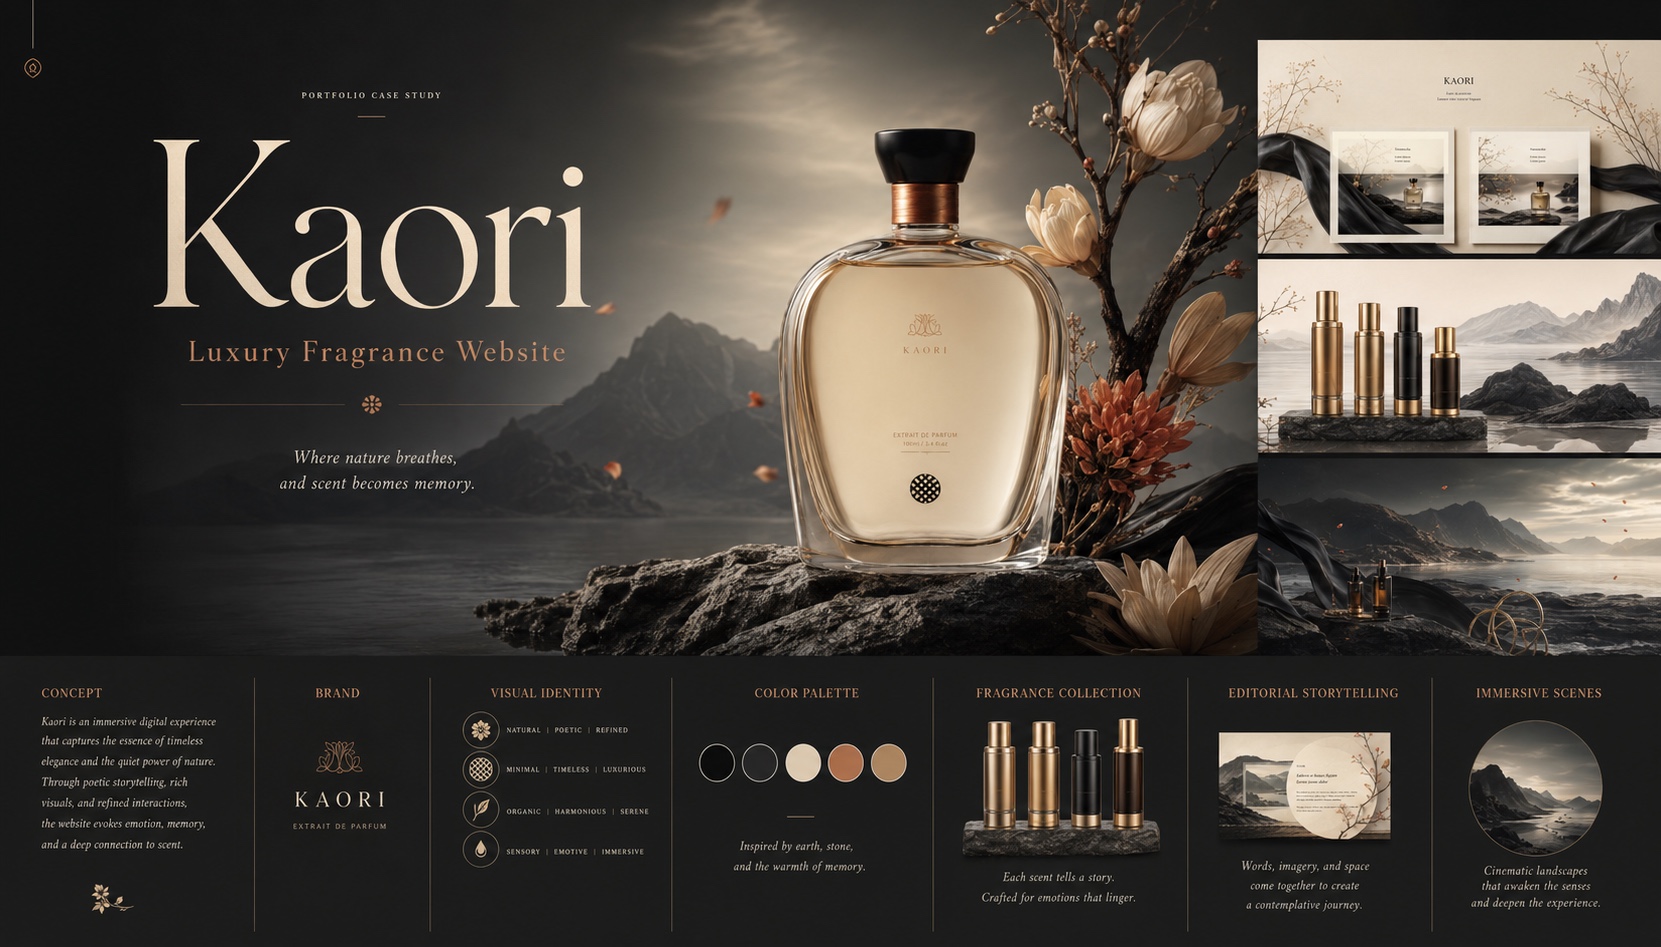 PORTFOLIO CASE STUDY
Kaori
Luxury Fragrance Website
Where nature breathes,
and scent becomes memory.
KAORI
EXTRAIT DE PARFUM
KAORI
CONCEPT
Kaori is an immersive digital experience
that captures the essence of timeless
elegance and the quiet power of nature.
Through poetic storytelling, rich
visuals, and refined interactions,
the website evokes emotion, memory,
and a deep connection to scent.
BRAND
KAORI
EXTRAIT DE PARFUM
VISUAL IDENTITY
NATURAL | POETIC | REFINED
MINIMAL | TIMELESS | LUXURIOUS
ORGANIC | HARMONIOUS | SERENE
SENSORY | EMOTIVE | IMMERSIVE
COLOR PALETTE
Inspired by earth, stone,
and the warmth of memory.
FRAGRANCE COLLECTION
Each scent tells a story.
Crafted for emotions that linger.
EDITORIAL STORYTELLING
Words, imagery, and space
come together to create
a contemplative journey.
IMMERSIVE SCENES
Cinematic landscapes
that awaken the senses
and deepen the experience.